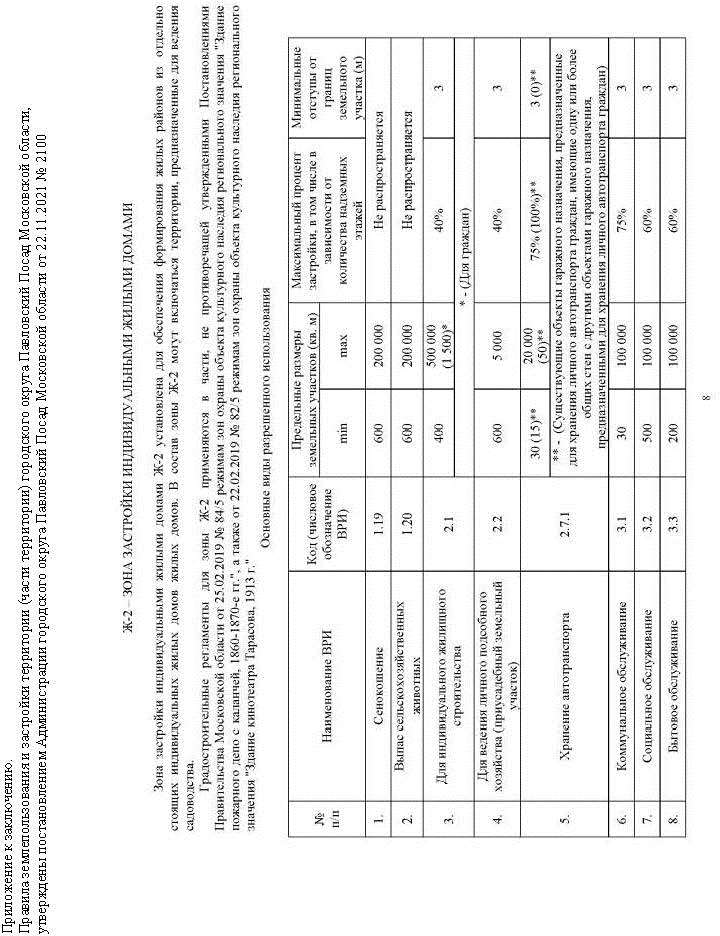 Приложение к заключению.
Правила землепользования и застройки территории (части территории) городского округа Павловский Посад Московской области,
утверждены постановлением Администрации городского округа Павловский Посад Московской области от 22.11.2021 № 2100
Ж-2 – ЗОНА ЗАСТРОЙКИ ИНДИВИДУАЛЬНЫМИ ЖИЛЫМИ ДОМАМИ
Зона застройки индивидуальными жилыми домами Ж-2 установлена для обеспечения формирования жилых районов из отдельно
стоящих индивидуальных жилых домов жилых домов. В состав зоны Ж-2 могут включаться территории, предназначенные для ведения
садоводства.
Градостроительные регламенты для зоны Ж-2 применяются в части, не противоречащей утвержденными Постановлениями
Правительства Московской области от 25.02.2019 № 84/5 режимам зон охраны объекта культурного наследия регионального значения "Здание
пожарного депо с каланчей, 1860-1870-е гг.", а также от 22.02.2019 № 82/5 режимам зон охраны объекта культурного наследия регионального
значения "Здание кинотеатра Тарасова, 1913 г."
Основные виды разрешенного использования
№
п/п
Наименование ВРИ
Код (числовое
обозначение
ВРИ)
Предельные размеры
земельных участков (кв. м)
min
max
Максимальный процент
застройки, в том числе в
зависимости от
количества надземных
этажей
Минимальные
отступы от
границ
земельного
участка (м)
1. Сенокошение 1.19 600 200 000 Не распространяется
2. Выпас сельскохозяйственных
животных 1.20 600 200 000 Не распространяется
3. Для индивидуального жилищного
строительства 2.1 400 500 000
(1 500)* 40% 3
* - (Для граждан)
4. Для ведения личного подсобного
хозяйства (приусадебный земельный
участок) 2.2 600 5 000 40% 3
5. Хранение автотранспорта 2.7.1 30 (15)** 20 000
(50)** 75% (100%)** 3 (0)**
** - (Существующие объекты гаражного назначения, предназначенные
для хранения личного автотранспорта граждан, имеющие одну или более
общих стен с другими объектами гаражного назначения,
предназначенными для хранения личного автотранспорта граждан)
6. Коммунальное обслуживание 3.1 30 100 000 75% 3
7. Социальное обслуживание 3.2 500 100 000 60% 3
8. Бытовое обслуживание 3.3 200 100 000 60% 3
8